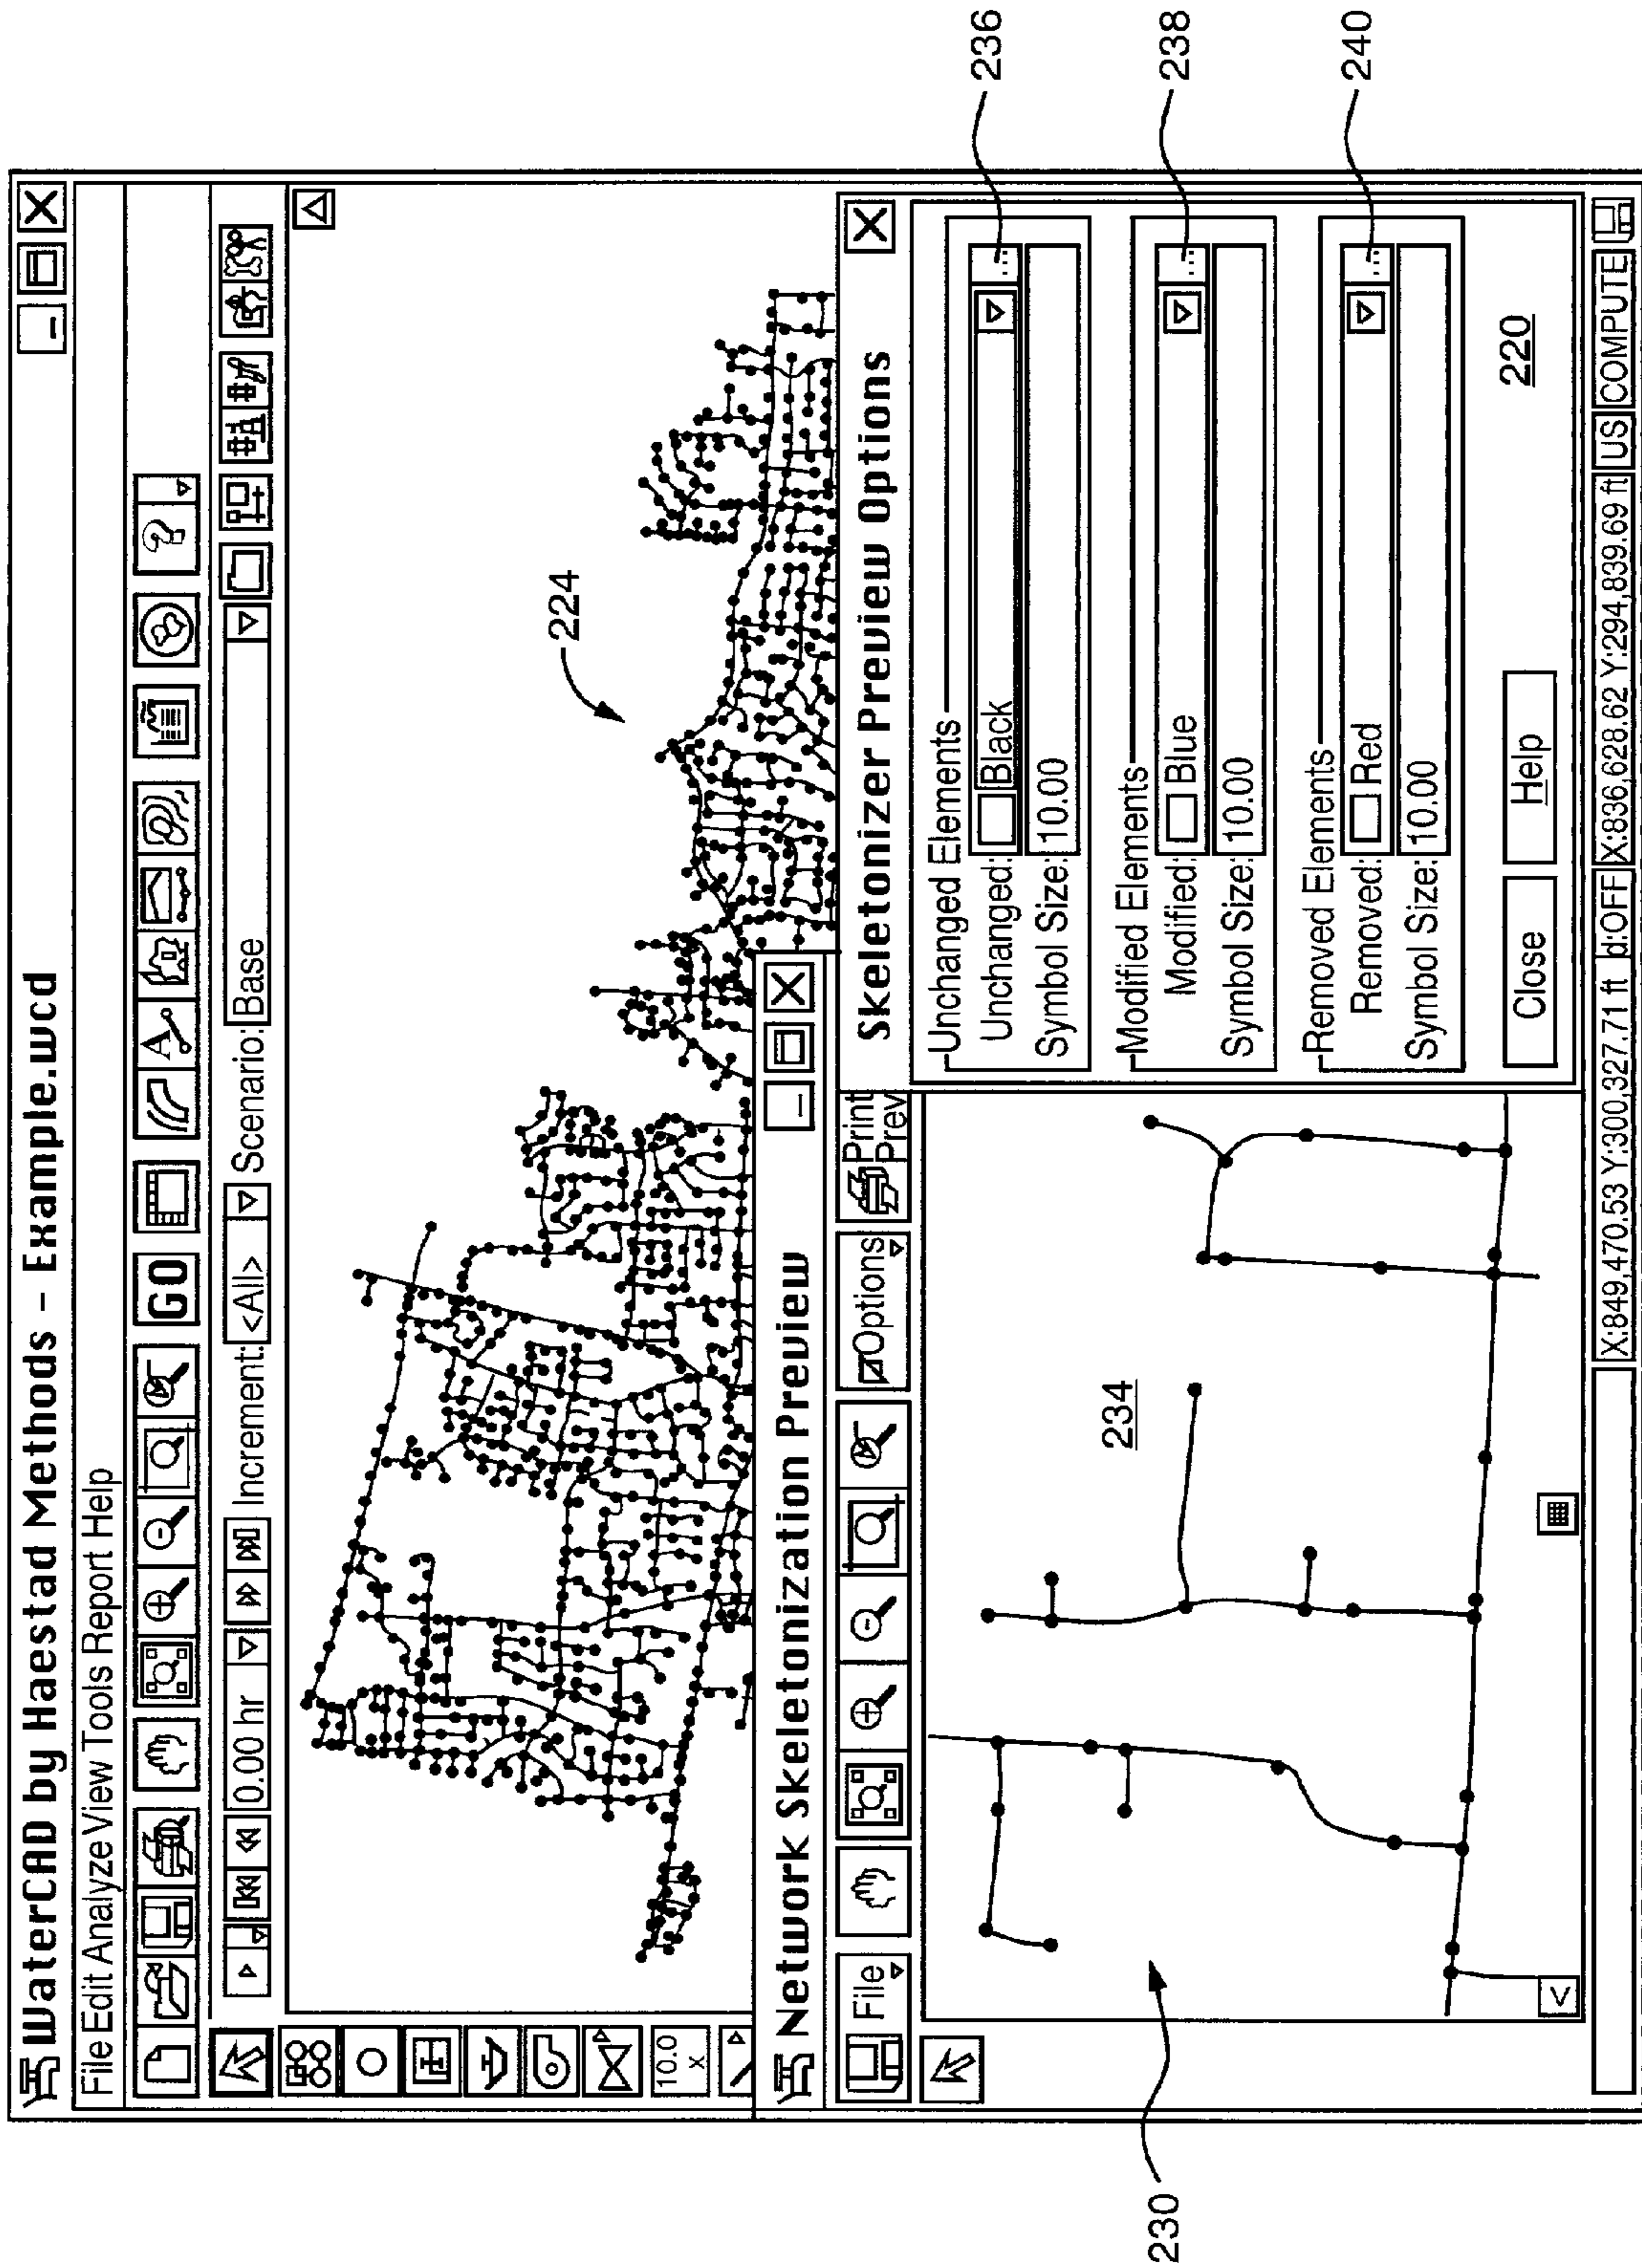 WaterCAD by Haestad Methods - Example.wcd
File Edit Analyze View Tools Report Help
GO
?
0.00 hr
Increment: <All>
Scenario: Base
10.0
x
224
Network Skeletonization Preview
File
Options
Print
Prev
230
234
Skeletonizer Preview Options
Unchanged Elements
Unchanged: Black ...
Symbol Size: 10.00
236
Modified Elements
Modified: Blue ...
Symbol Size: 10.00
238
Removed Elements
Removed: Red ...
Symbol Size: 10.00
240
Close
Help
220
X:849,470.53 Y:300,327.71 ft d:OFF X:836,628.62 Y:294,839.69 ft US COMPUTE